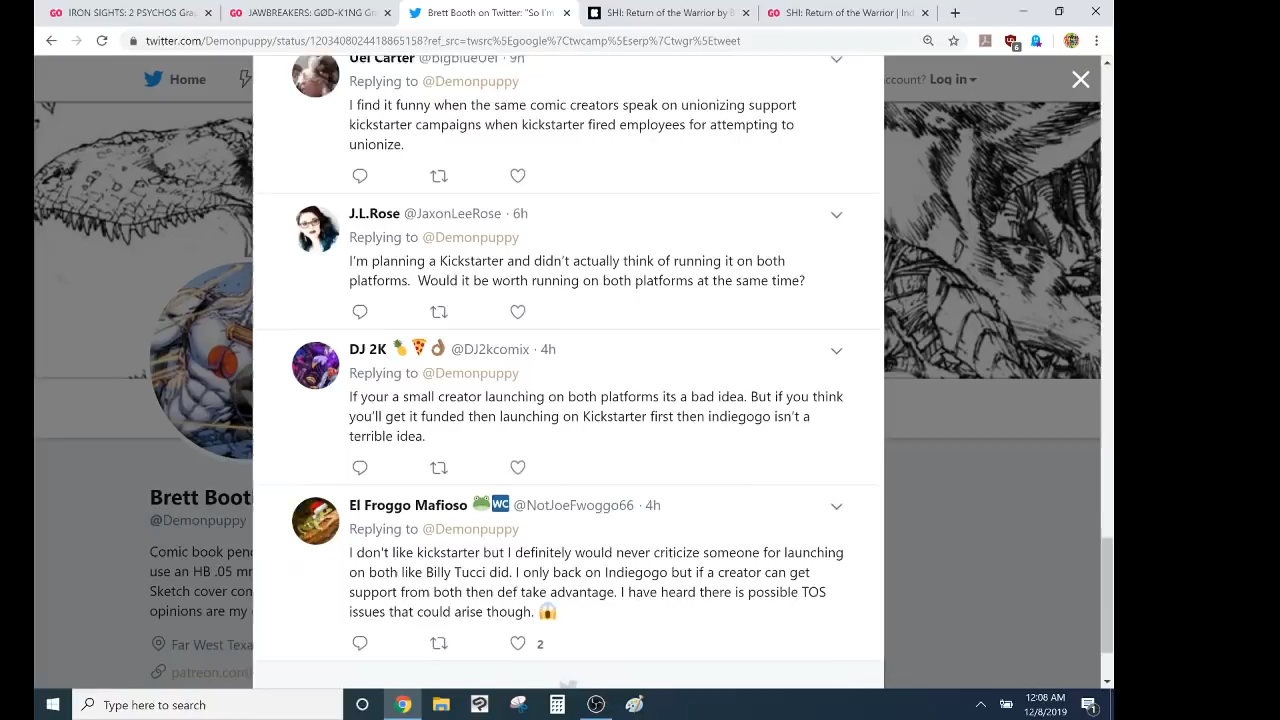 IRON SIGHTS: 2 PSYCHOS Gra
JAWBREAKERS: GØD-K1NG Gr
Brett Booth on Twitter: "So I'm
SHI: Return of the Warrior by B
SHI: Return of the Warrior | Ind
twitter.com/Demonpuppy/status/1203408024418865158?ref_src=twsrc%5Egoogle%7Ctwcamp%5Eserp%7Ctwgr%5Etweet
6
Home
account? Log in
Uel Carter @bigblueUel · 9h
Replying to @Demonpuppy
I find it funny when the same comic creators speak on unionizing support
kickstarter campaigns when kickstarter fired employees for attempting to
unionize.
J.L.Rose @JaxonLeeRose · 6h
Replying to @Demonpuppy
I'm planning a Kickstarter and didn't actually think of running it on both
platforms. Would it be worth running on both platforms at the same time?
DJ 2K 🍍🍕👌🏽 @DJ2kcomix · 4h
Replying to @Demonpuppy
If your a small creator launching on both platforms its a bad idea. But if you think
you'll get it funded then launching on Kickstarter first then indiegogo isn't a
terrible idea.
El Froggo Mafioso 🐸🚾 @NotJoeFwoggo66 · 4h
Replying to @Demonpuppy
I don't like kickstarter but I definitely would never criticize someone for launching
on both like Billy Tucci did. I only back on Indiegogo but if a creator can get
support from both then def take advantage. I have heard there is possible TOS
issues that could arise though. 😱
2
Brett Boot
@Demonpuppy
Comic book penc
use an HB .05 mr
Sketch cover con
opinions are my
Far West Texa
patreon.com/
Type here to search
12:08 AM
12/8/2019
1